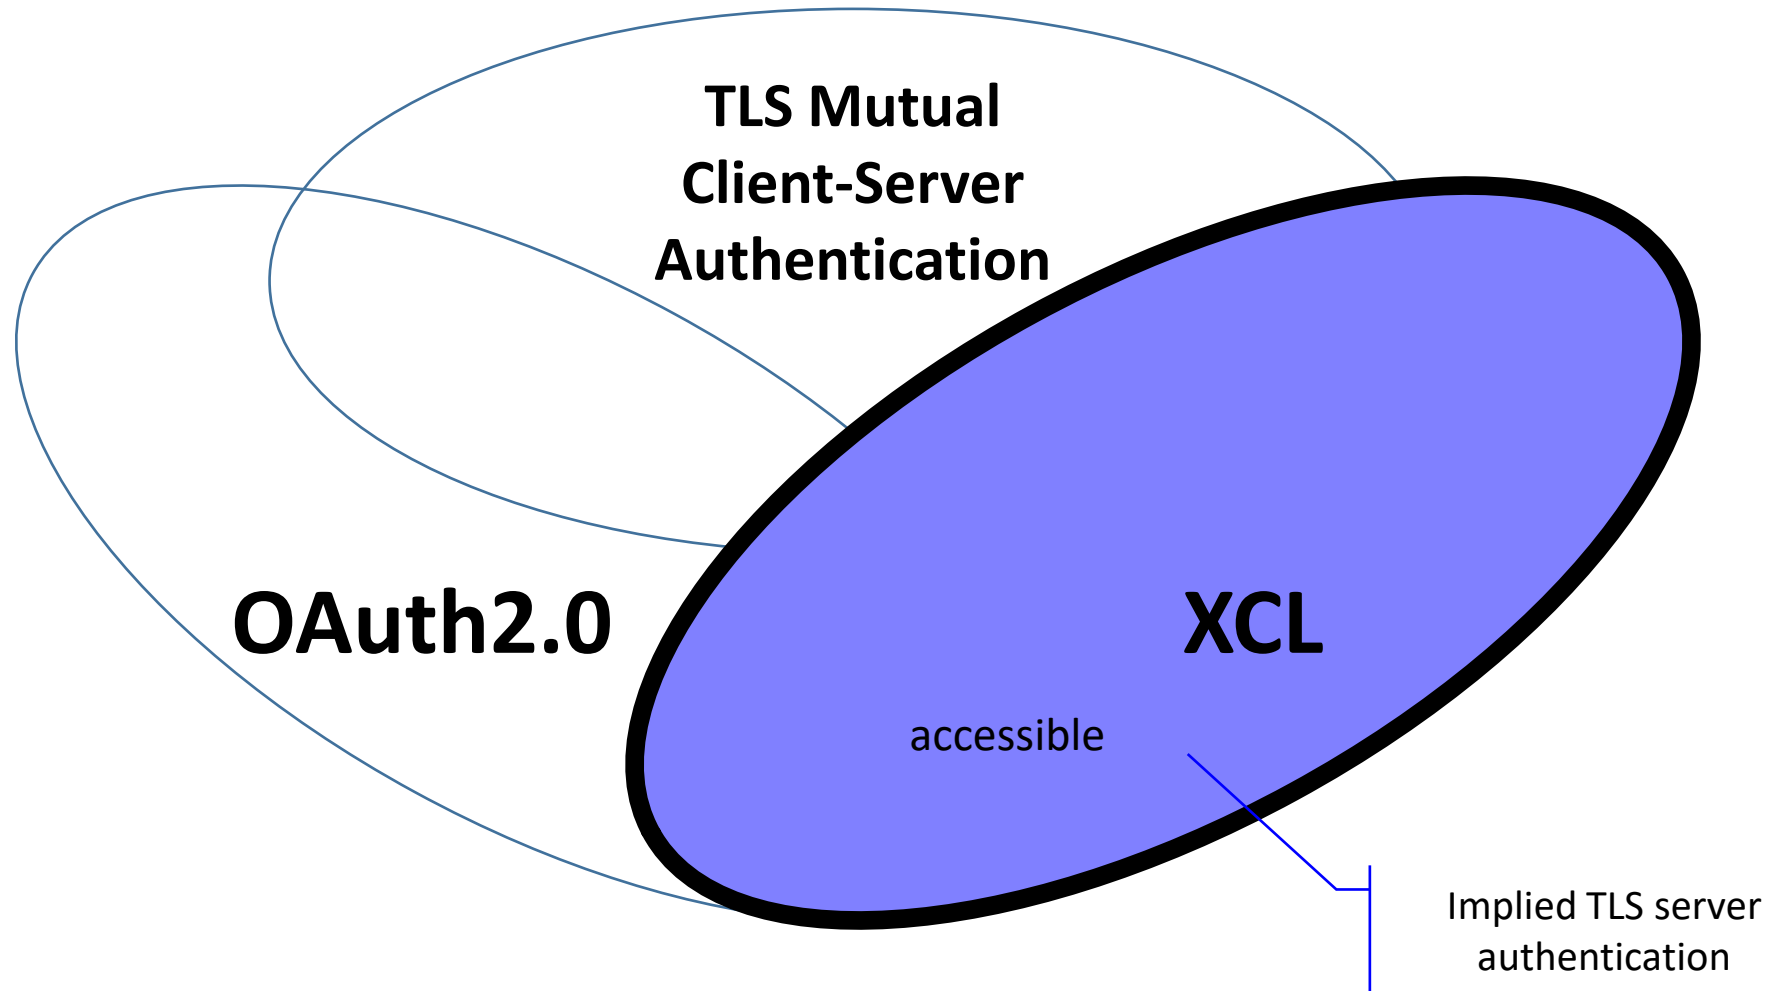 TLS Mutual
Client-Server
Authentication
OAuth2.0
XCL
accessible
Implied TLS server
authentication